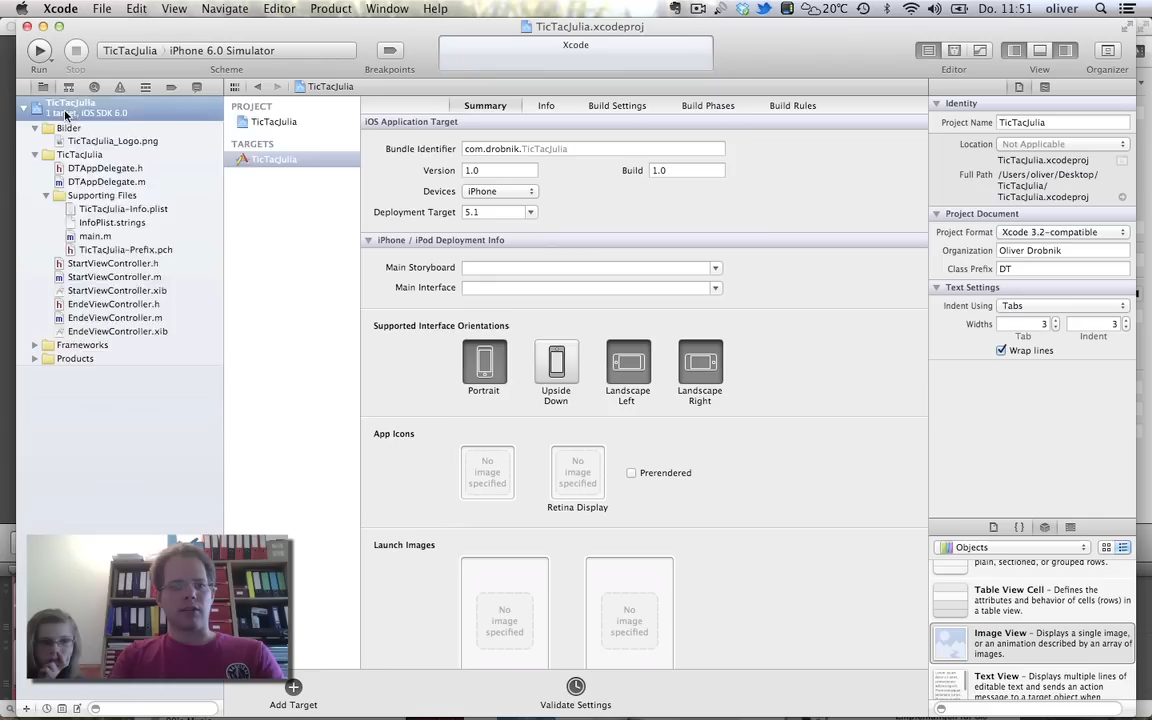 Xcode File Edit View Navigate Editor Product Window Help
20°C Do. 11:51 oliver
TicTacJulia.xcodeproj
Run Stop
TicTacJulia iPhone 6.0 Simulator
Scheme Breakpoints
Xcode
Editor View Organizer
TicTacJulia
TicTacJulia
1 target, iOS SDK 6.0
Bilder
TicTacJulia_Logo.png
TicTacJulia
DTAppDelegate.h
DTAppDelegate.m
Supporting Files
TicTacJulia-Info.plist
InfoPlist.strings
main.m
TicTacJulia-Prefix.pch
StartViewController.h
StartViewController.m
StartViewController.xib
EndeViewController.h
EndeViewController.m
EndeViewController.xib
Frameworks
Products
PROJECT
TicTacJulia
TARGETS
TicTacJulia
Summary Info Build Settings Build Phases Build Rules
iOS Application Target
Bundle Identifier com.drobnik.TicTacJulia
Version 1.0 Build 1.0
Devices iPhone
Deployment Target 5.1
iPhone / iPod Deployment Info
Main Storyboard
Main Interface
Supported Interface Orientations
Portrait
Upside
Down
Landscape
Left
Landscape
Right
App Icons
No
image
specified
No
image
specified
Prerendered
Retina Display
Launch Images
No
image
specified
No
image
specified
Add Target
Validate Settings
Identity
Project Name TicTacJulia
Location Not Applicable
TicTacJulia.xcodeproj
Full Path /Users/oliver/Desktop/
TicTacJulia/
TicTacJulia.xcodeproj
Project Document
Project Format Xcode 3.2-compatible
Organization Oliver Drobnik
Class Prefix DT
Text Settings
Indent Using Tabs
Widths 3 3
Tab Indent
Wrap lines
Objects
plain, sectioned, or grouped rows.
Table View Cell – Defines the
attributes and behavior of cells (rows) in
a table view.
Image View – Displays a single image,
or an animation described by an array of
images.
Text View – Displays multiple lines of
editable text and sends an action
message to a target object when